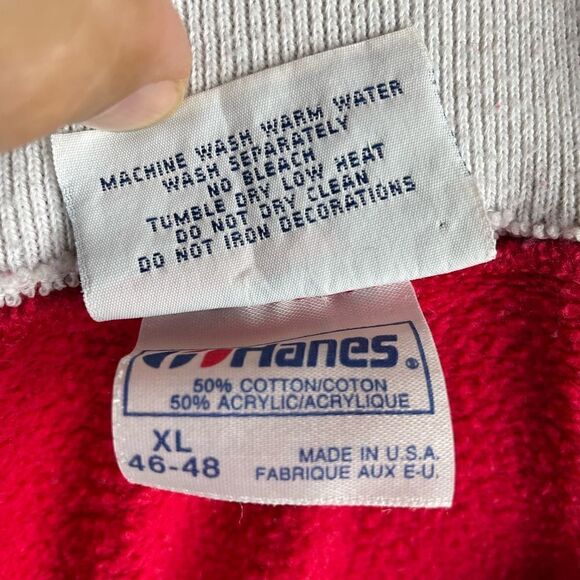 MACHINE WASH WARM WATER
WASH SEPARATELY
NO BLEACH
TUMBLE DRY LOW HEAT
DO NOT DRY CLEAN
DO NOT IRON DECORATIONS
Hanes®
50% COTTON/COTON
50% ACRYLIC/ACRYLIQUE
XL
46-48
MADE IN U.S.A.
FABRIQUE AUX E-U.